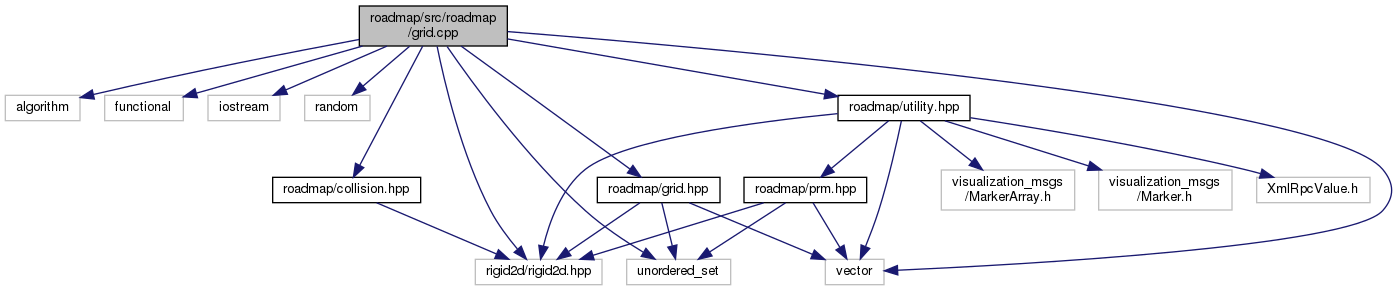 roadmap/src/roadmap
/grid.cpp
algorithm
functional
iostream
random
roadmap/utility.hpp
roadmap/collision.hpp
roadmap/grid.hpp
roadmap/prm.hpp
visualization_msgs
/MarkerArray.h
visualization_msgs
/Marker.h
XmlRpcValue.h
rigid2d/rigid2d.hpp
unordered_set
vector